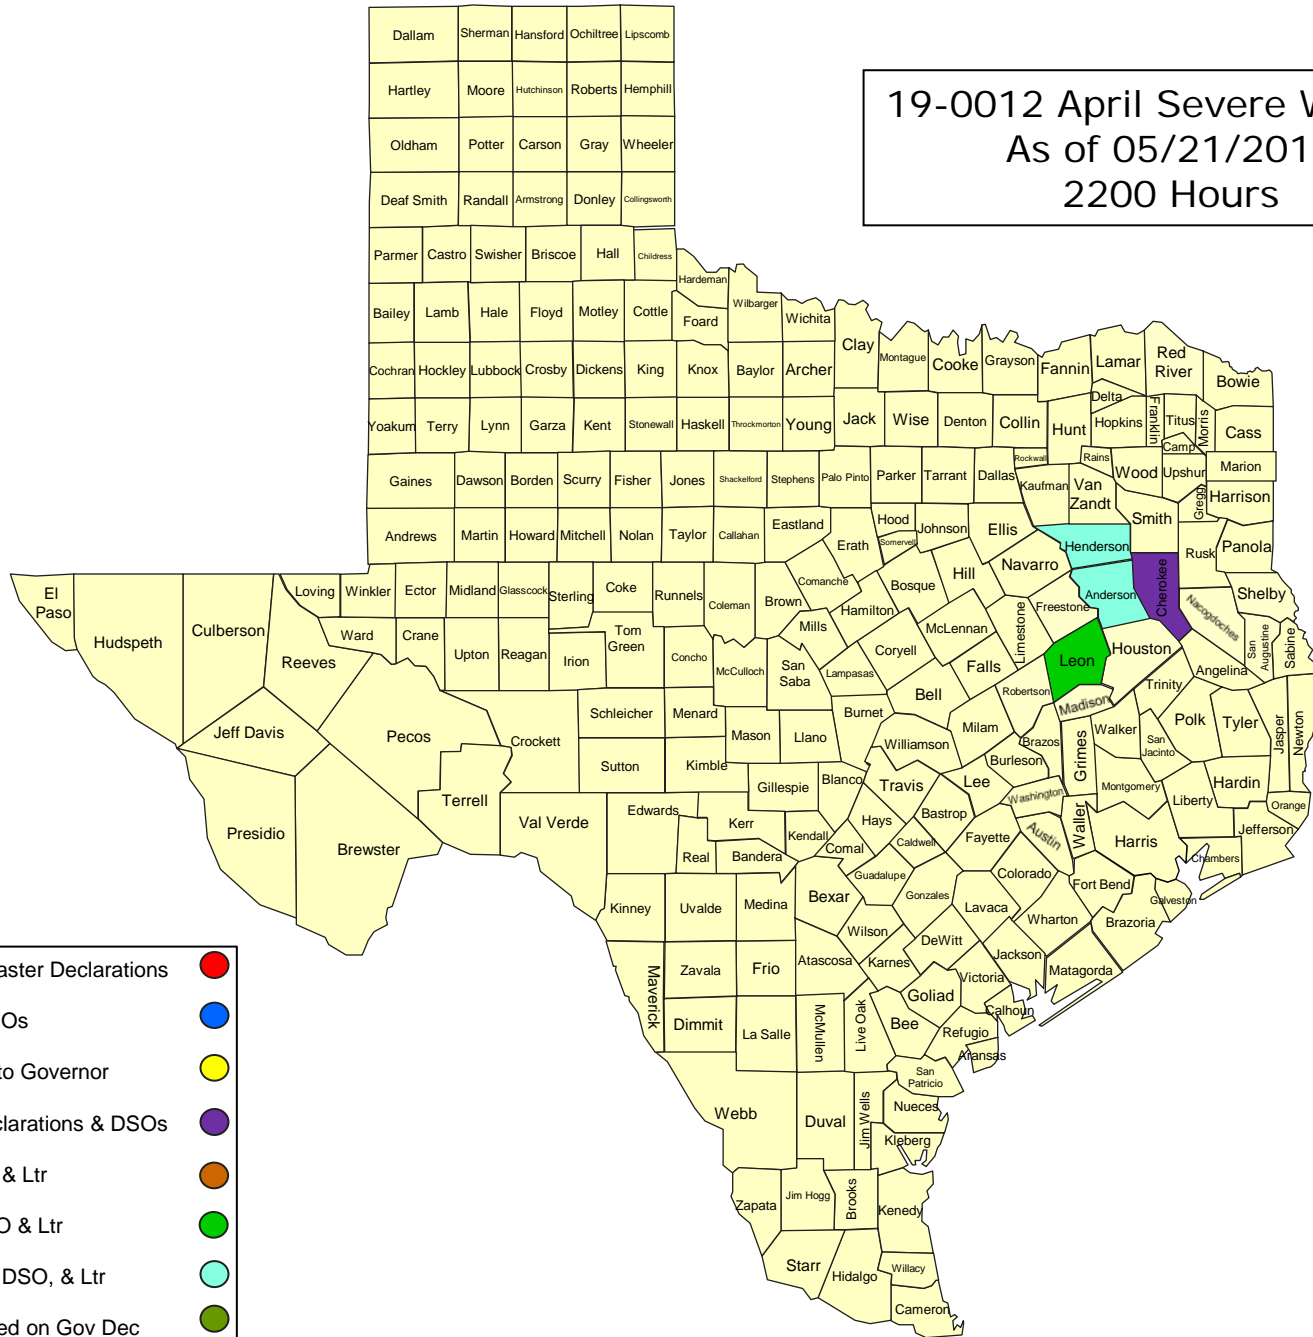 Dallam Sherman Hansford Ochiltree Lipscomb
Hartley Moore Hutchinson Roberts Hemphill
19-0012 April Severe
As of 05/21/201
2200 Hours
Oldham Potter Carson Gray Wheeler
Deaf Smith Randall Armstrong Donley Collingsworth
Parmer Castro Swisher Briscoe Hall Childress
Hardeman
Wilbarger
Bailey Lamb Hale Floyd Motley Cottle Foard Wichita
Clay Montague Cooke Grayson Fannin Lamar Red
River
Bowie
Cochran Hockley Lubbock Crosby Dickens King Knox Baylor Archer
Delta
Yoakum Terry Lynn Garza Kent Stonewall Haskell Throckmorton Young Jack Wise Denton Collin Hunt Hopkins Franklin Titus Morris Cass
Camp
Rockwall Rains
Gaines Dawson Borden Scurry Fisher Jones Shackelford Stephens Palo Pinto Parker Tarrant Dallas Kaufman Van
Zandt
Wood Upshur Marion
Gregg Harrison
Andrews Martin Howard Mitchell Nolan Taylor Callahan Eastland Erath Hood Somervell Johnson Ellis Henderson Smith Rusk Panola
El
Paso
Hudspeth Culberson Loving Winkler Ector Midland Glasscock Sterling Coke Runnels Coleman Brown Comanche Hamilton Bosque Hill Navarro Freestone Anderson Cherokee Nacogdoches Shelby
Reeves Ward Crane Upton Reagan Irion Tom
Green
Concho McCulloch San
Saba
Mills Lampasas Coryell McLennan Limestone Falls Leon Houston Angelina San
Augustine
Sabine
Jeff Davis Pecos Crockett Schleicher Menard Mason Llano Burnet Bell Milam Robertson Madison Trinity Polk Tyler Jasper Newton
Sutton Kimble Gillespie Blanco Williamson Travis Lee Burleson Brazos Grimes Walker San
Jacinto
Presidio Brewster Terrell Val Verde Edwards Kerr Kendall Hays Bastrop Washington Montgomery Liberty Hardin Orange
Real Bandera Comal Caldwell Fayette Austin Waller Harris Chambers Jefferson
Kinney Uvalde Medina Bexar Guadalupe Gonzales Lavaca Colorado Fort Bend Galveston
Wilson DeWitt Wharton Brazoria
Maverick Zavala Frio Atascosa Karnes Victoria Jackson Matagorda
Dimmit La Salle McMullen Live Oak Bee Goliad Refugio Calhoun
Aransas
San
Patricio
Webb Duval Jim Wells Nueces
Kleberg
Zapata Jim Hogg Brooks Kenedy
Starr Hidalgo Willacy
Cameron
aster Declarations
Os
to Governor
larations & DSOs
& Ltr
O & Ltr
DSO, & Ltr
ed on Gov Dec